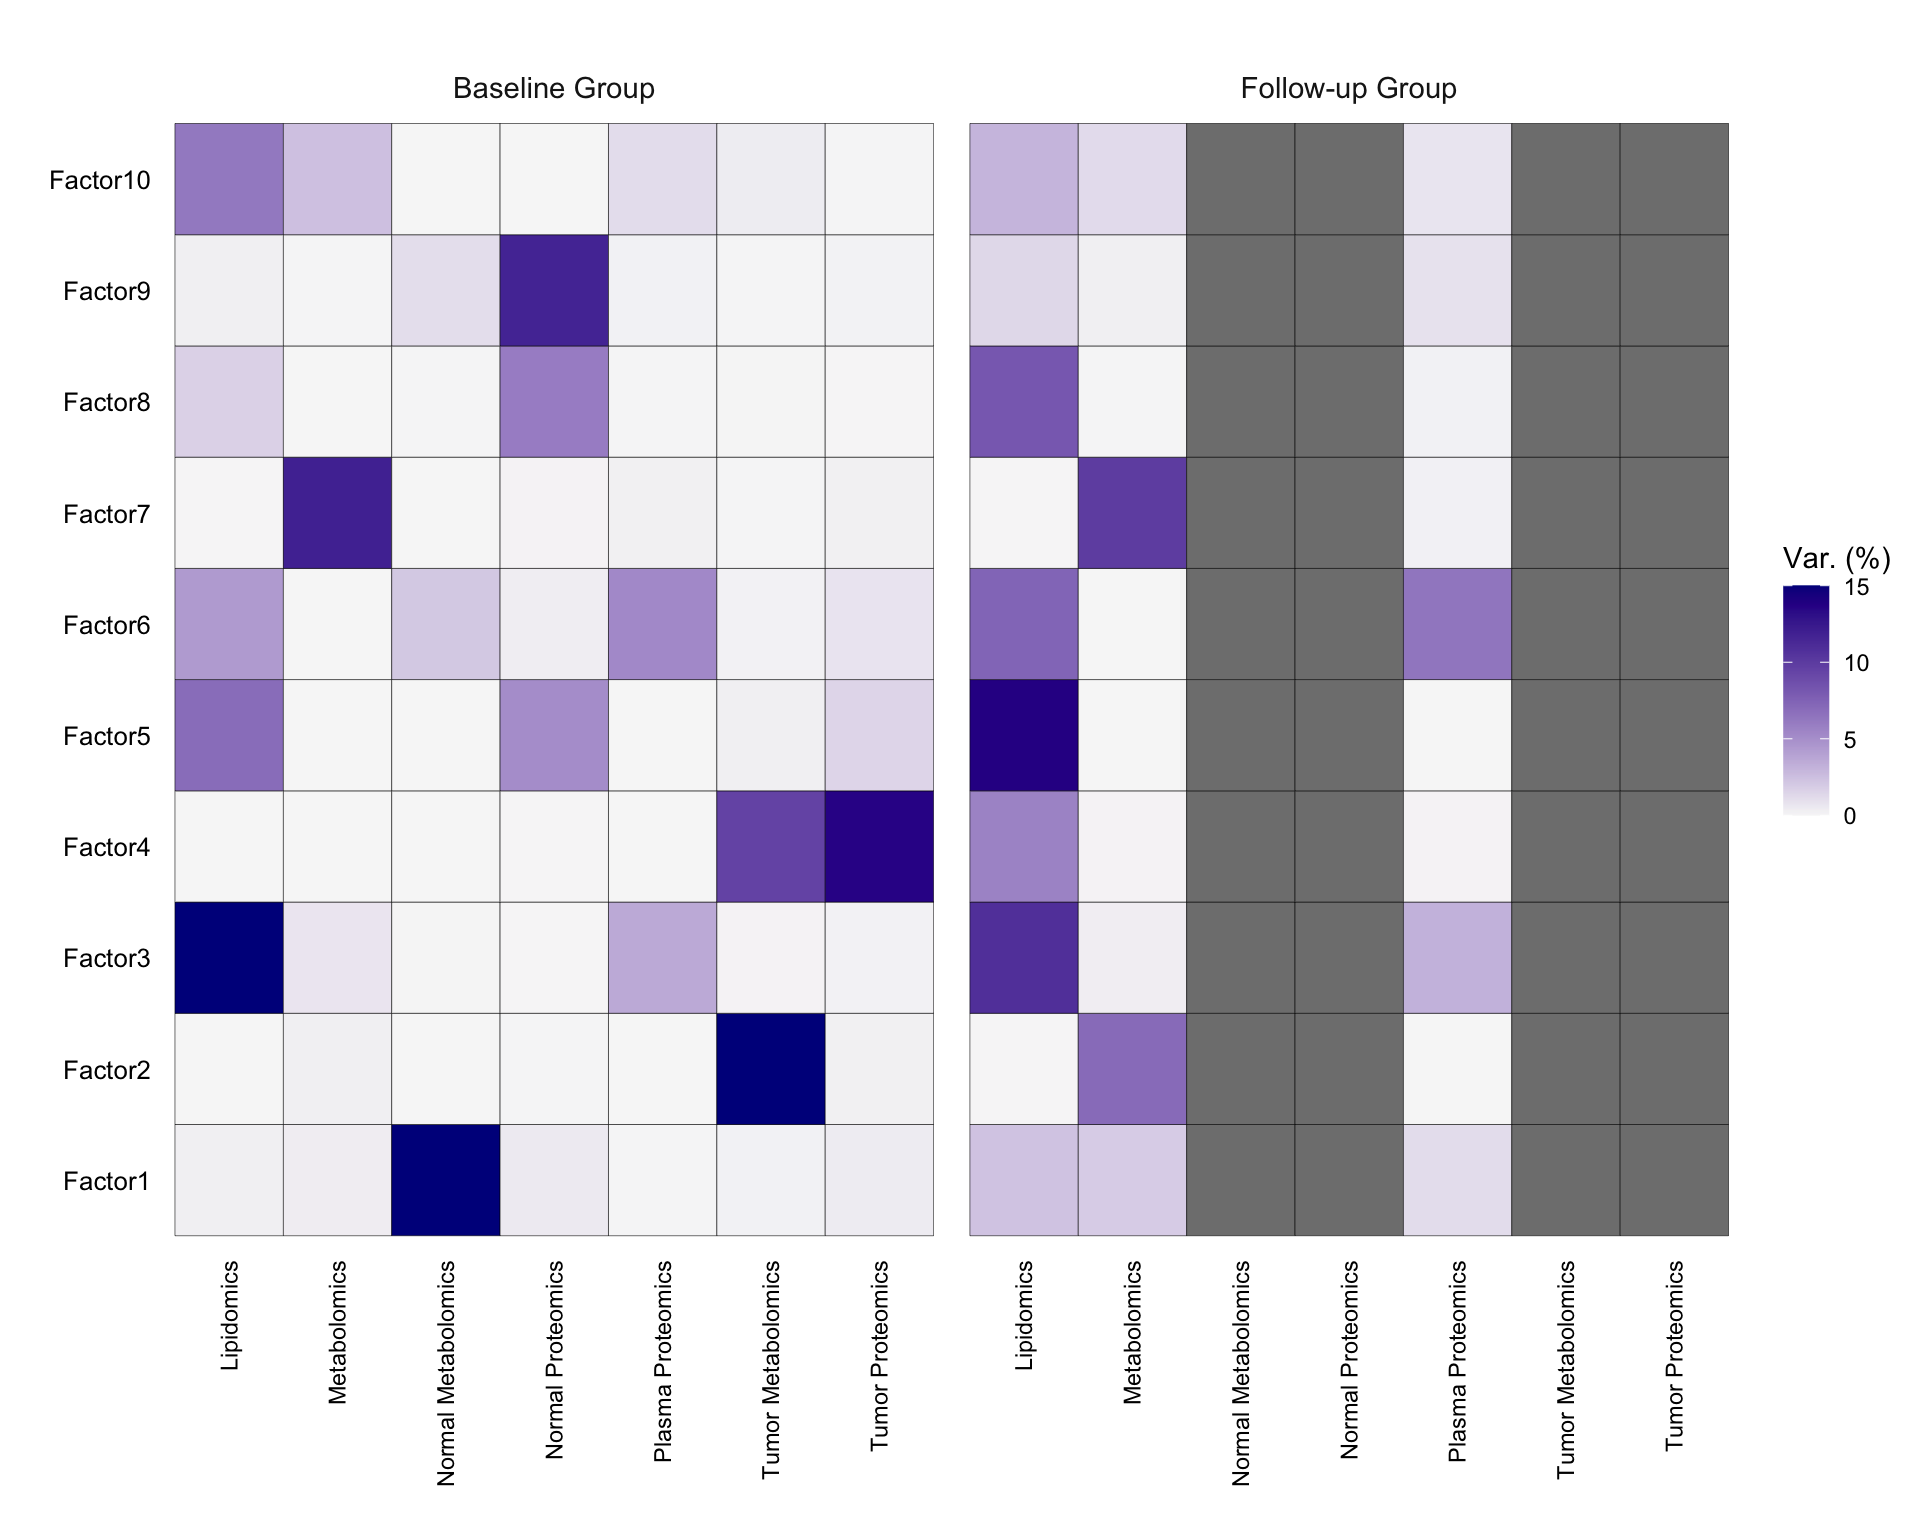 Baseline Group
Follow-up Group
Factor10
Factor9
Factor8
Factor7
Factor6
Factor5
Factor4
Factor3
Factor2
Factor1
Var. (%)
15
10
5
0
Lipidomics
Metabolomics
Normal Metabolomics
Normal Proteomics
Plasma Proteomics
Tumor Metabolomics
Tumor Proteomics
Lipidomics
Metabolomics
Normal Metabolomics
Normal Proteomics
Plasma Proteomics
Tumor Metabolomics
Tumor Proteomics